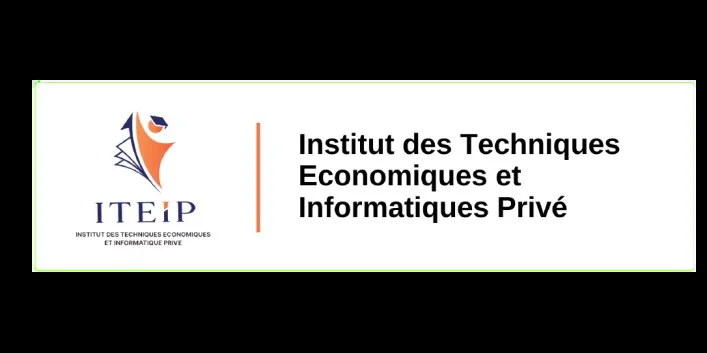 ITEIP
INSTITUT DES TECHNIQUES ECONOMIQUES
ET INFORMATIQUE PRIVE
Institut des Techniques
Economiques et
Informatiques Privé